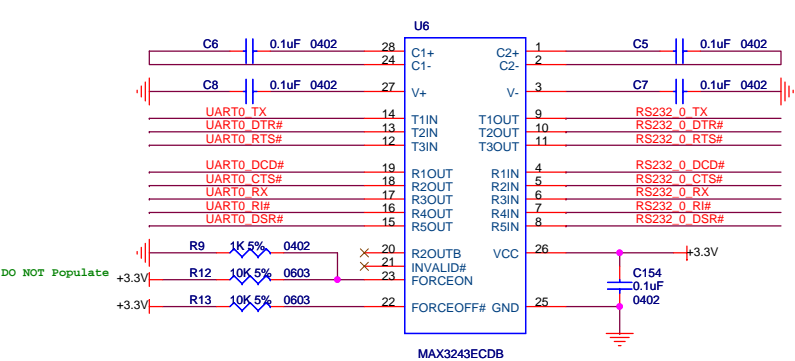 U6
C6 0.1uF 0402 28 C1+ C2+ 1 C5 0.1uF 0402
24 C1- C2- 2
C8 0.1uF 0402 27 V+ V- 3 C7 0.1uF 0402
UART0_TX 14 T1IN T1OUT 9 RS232_0_TX
UART0_DTR# 13 T2IN T2OUT 10 RS232_0_DTR#
UART0_RTS# 12 T3IN T3OUT 11 RS232_0_RTS#
UART0_DCD# 19 R1OUT R1IN 4 RS232_0_DCD#
UART0_CTS# 18 R2OUT R2IN 5 RS232_0_CTS#
UART0_RX 17 R3OUT R3IN 6 RS232_0_RX
UART0_RI# 16 R4OUT R4IN 7 RS232_0_RI#
UART0_DSR# 15 R5OUT R5IN 8 RS232_0_DSR#
R9 1K 5% 0402 20 R2OUTB VCC 26 +3.3V
21 INVALID#
DO NOT Populate +3.3V R12 10K 5% 0603 23 FORCEON C154
0.1uF
+3.3V R13 10K 5% 0603 22 FORCEOFF# GND 25 0402
MAX3243ECDB